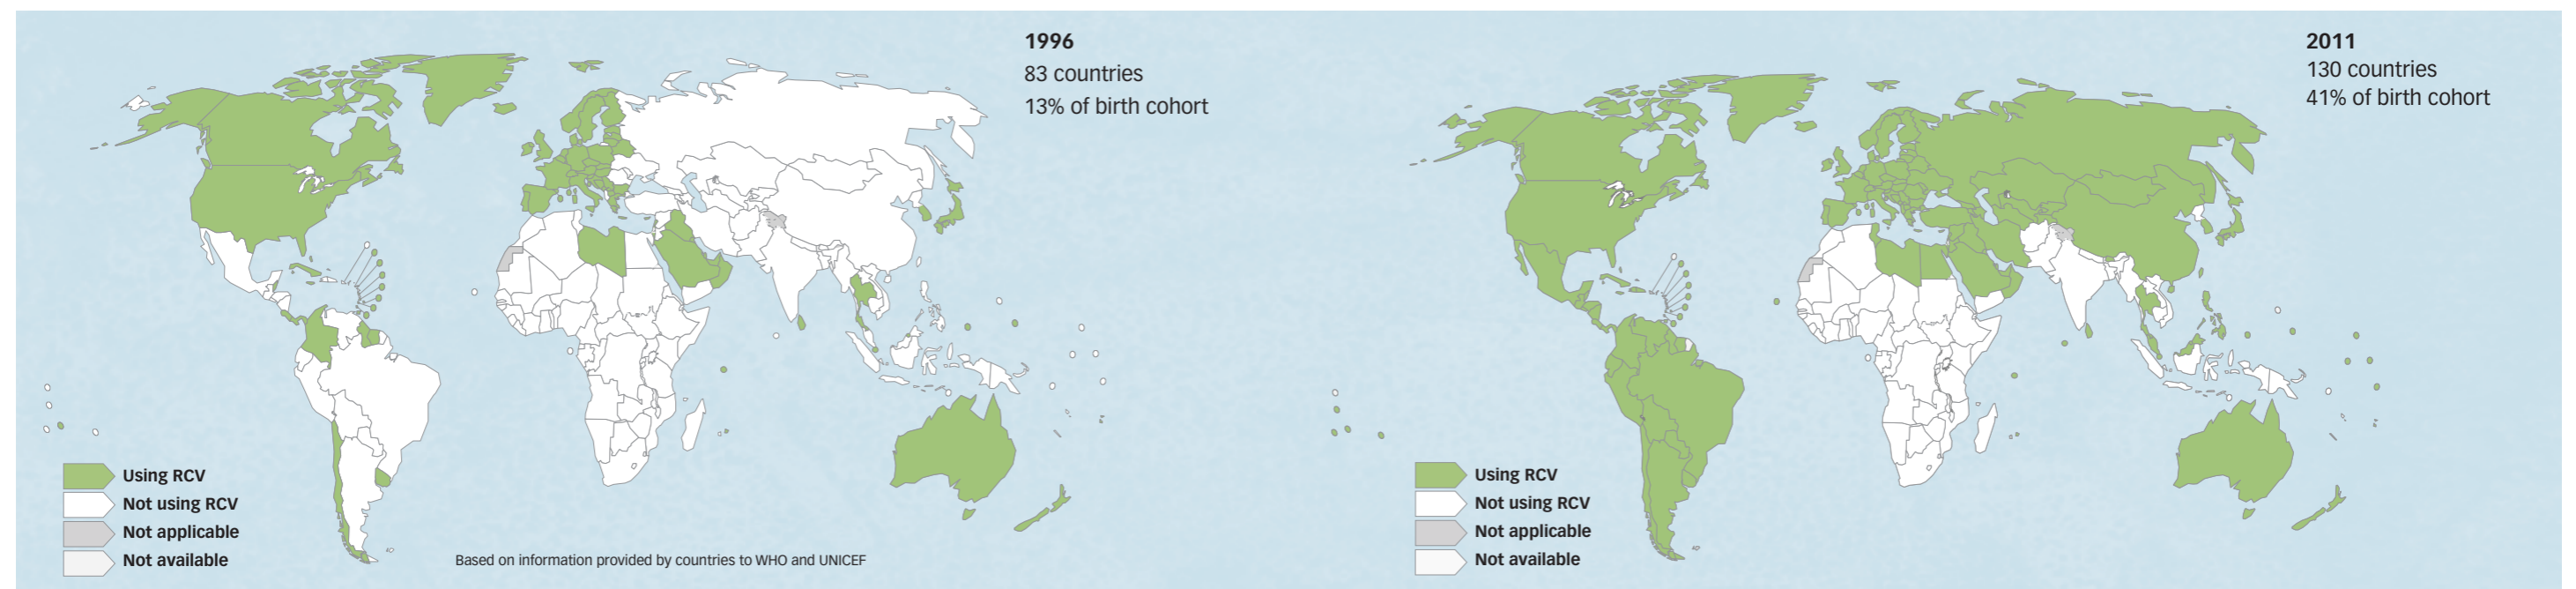 1996
83 countries
13% of birth cohort
Using RCV
Not using RCV
Not applicable
Not available
Based on information provided by countries to WHO and UNICEF
2011
130 countries
41% of birth cohort
Using RCV
Not using RCV
Not applicable
Not available